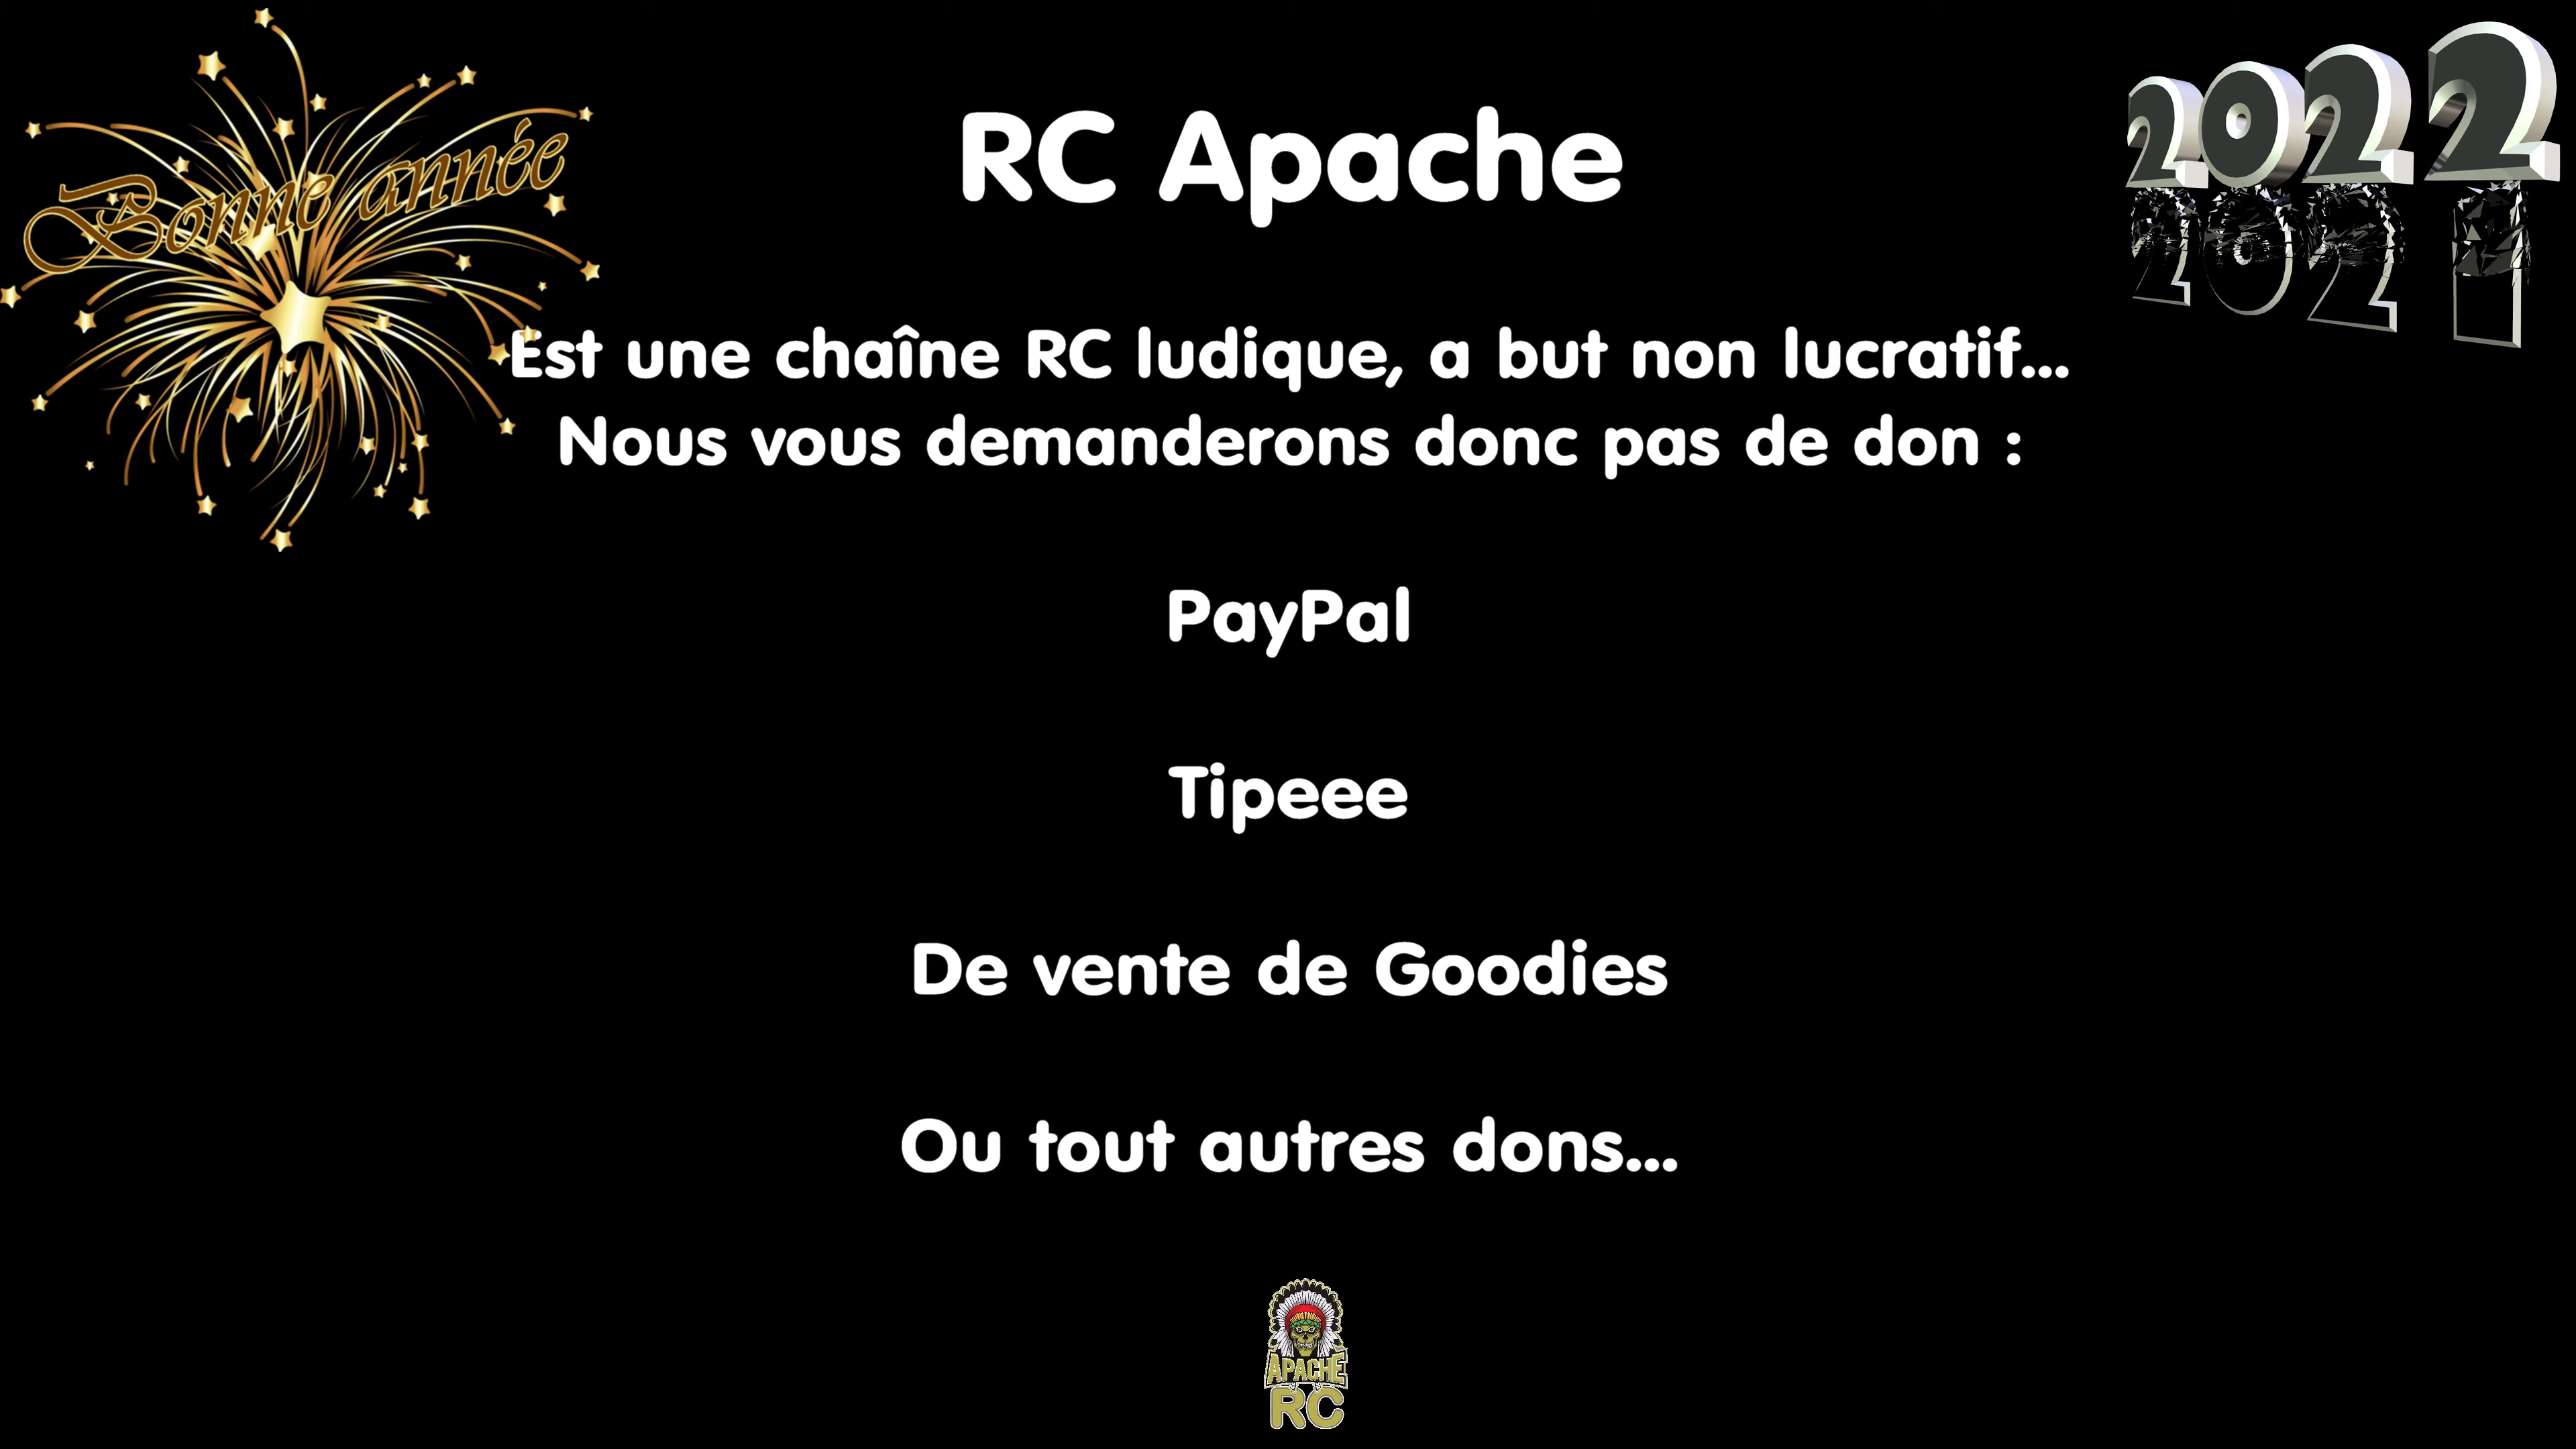 Bonne année
2022
2021
RC Apache
Est une chaîne RC ludique, a but non lucratif...
Nous vous demanderons donc pas de don :
PayPal
Tipeee
De vente de Goodies
Ou tout autres dons...
APACHE
RC